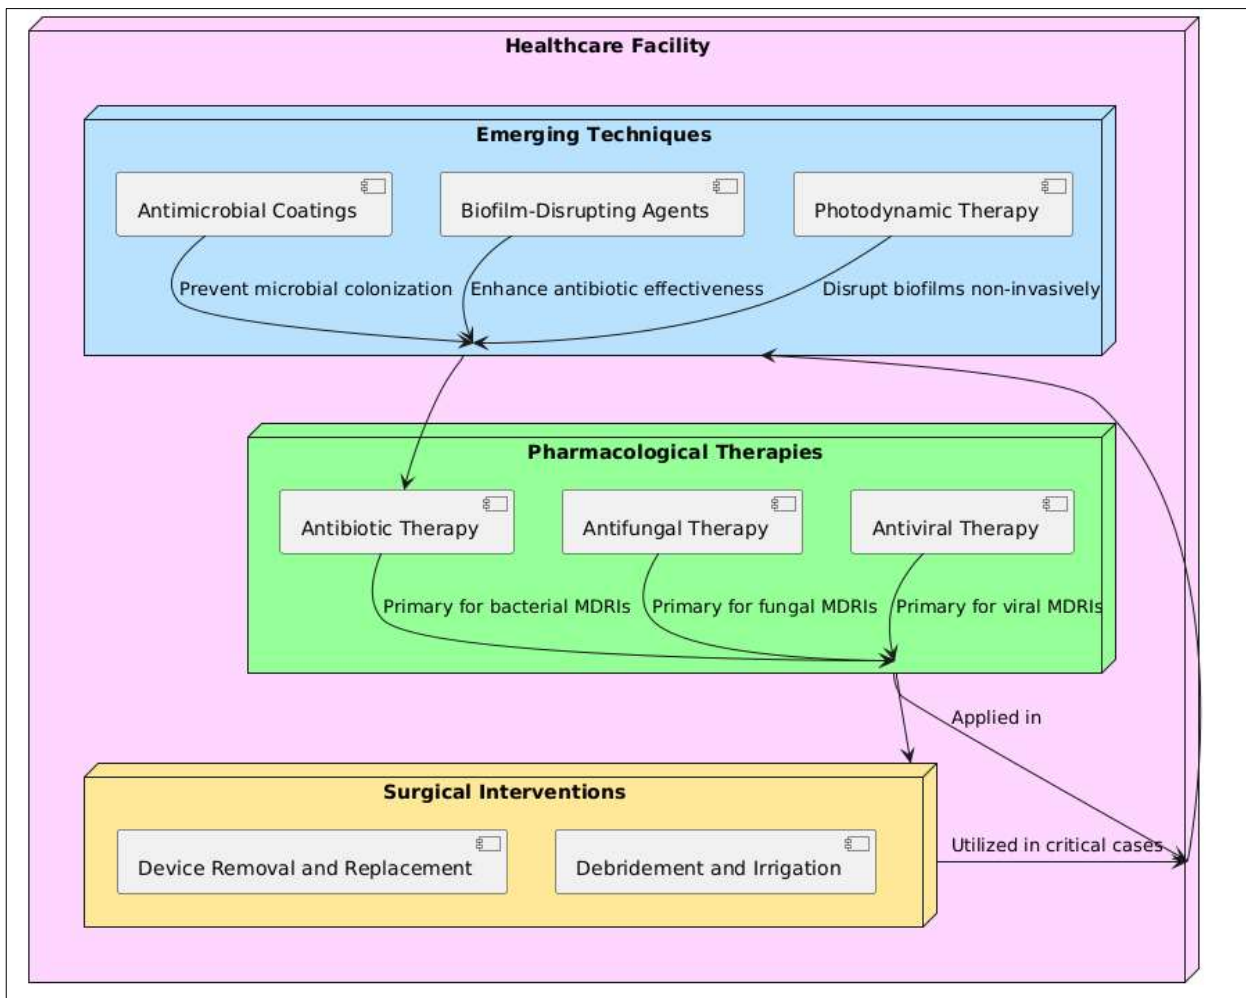 Healthcare Facility
Emerging Techniques
Antimicrobial Coatings
Biofilm-Disrupting Agents
Photodynamic Therapy
Prevent microbial colonization
Enhance antibiotic effectiveness
Disrupt biofilms non-invasively
Pharmacological Therapies
Antibiotic Therapy
Antifungal Therapy
Antiviral Therapy
Primary for bacterial MDRIs
Primary for fungal MDRIs
Primary for viral MDRIs
Applied in
Surgical Interventions
Device Removal and Replacement
Debridement and Irrigation
Utilized in critical cases